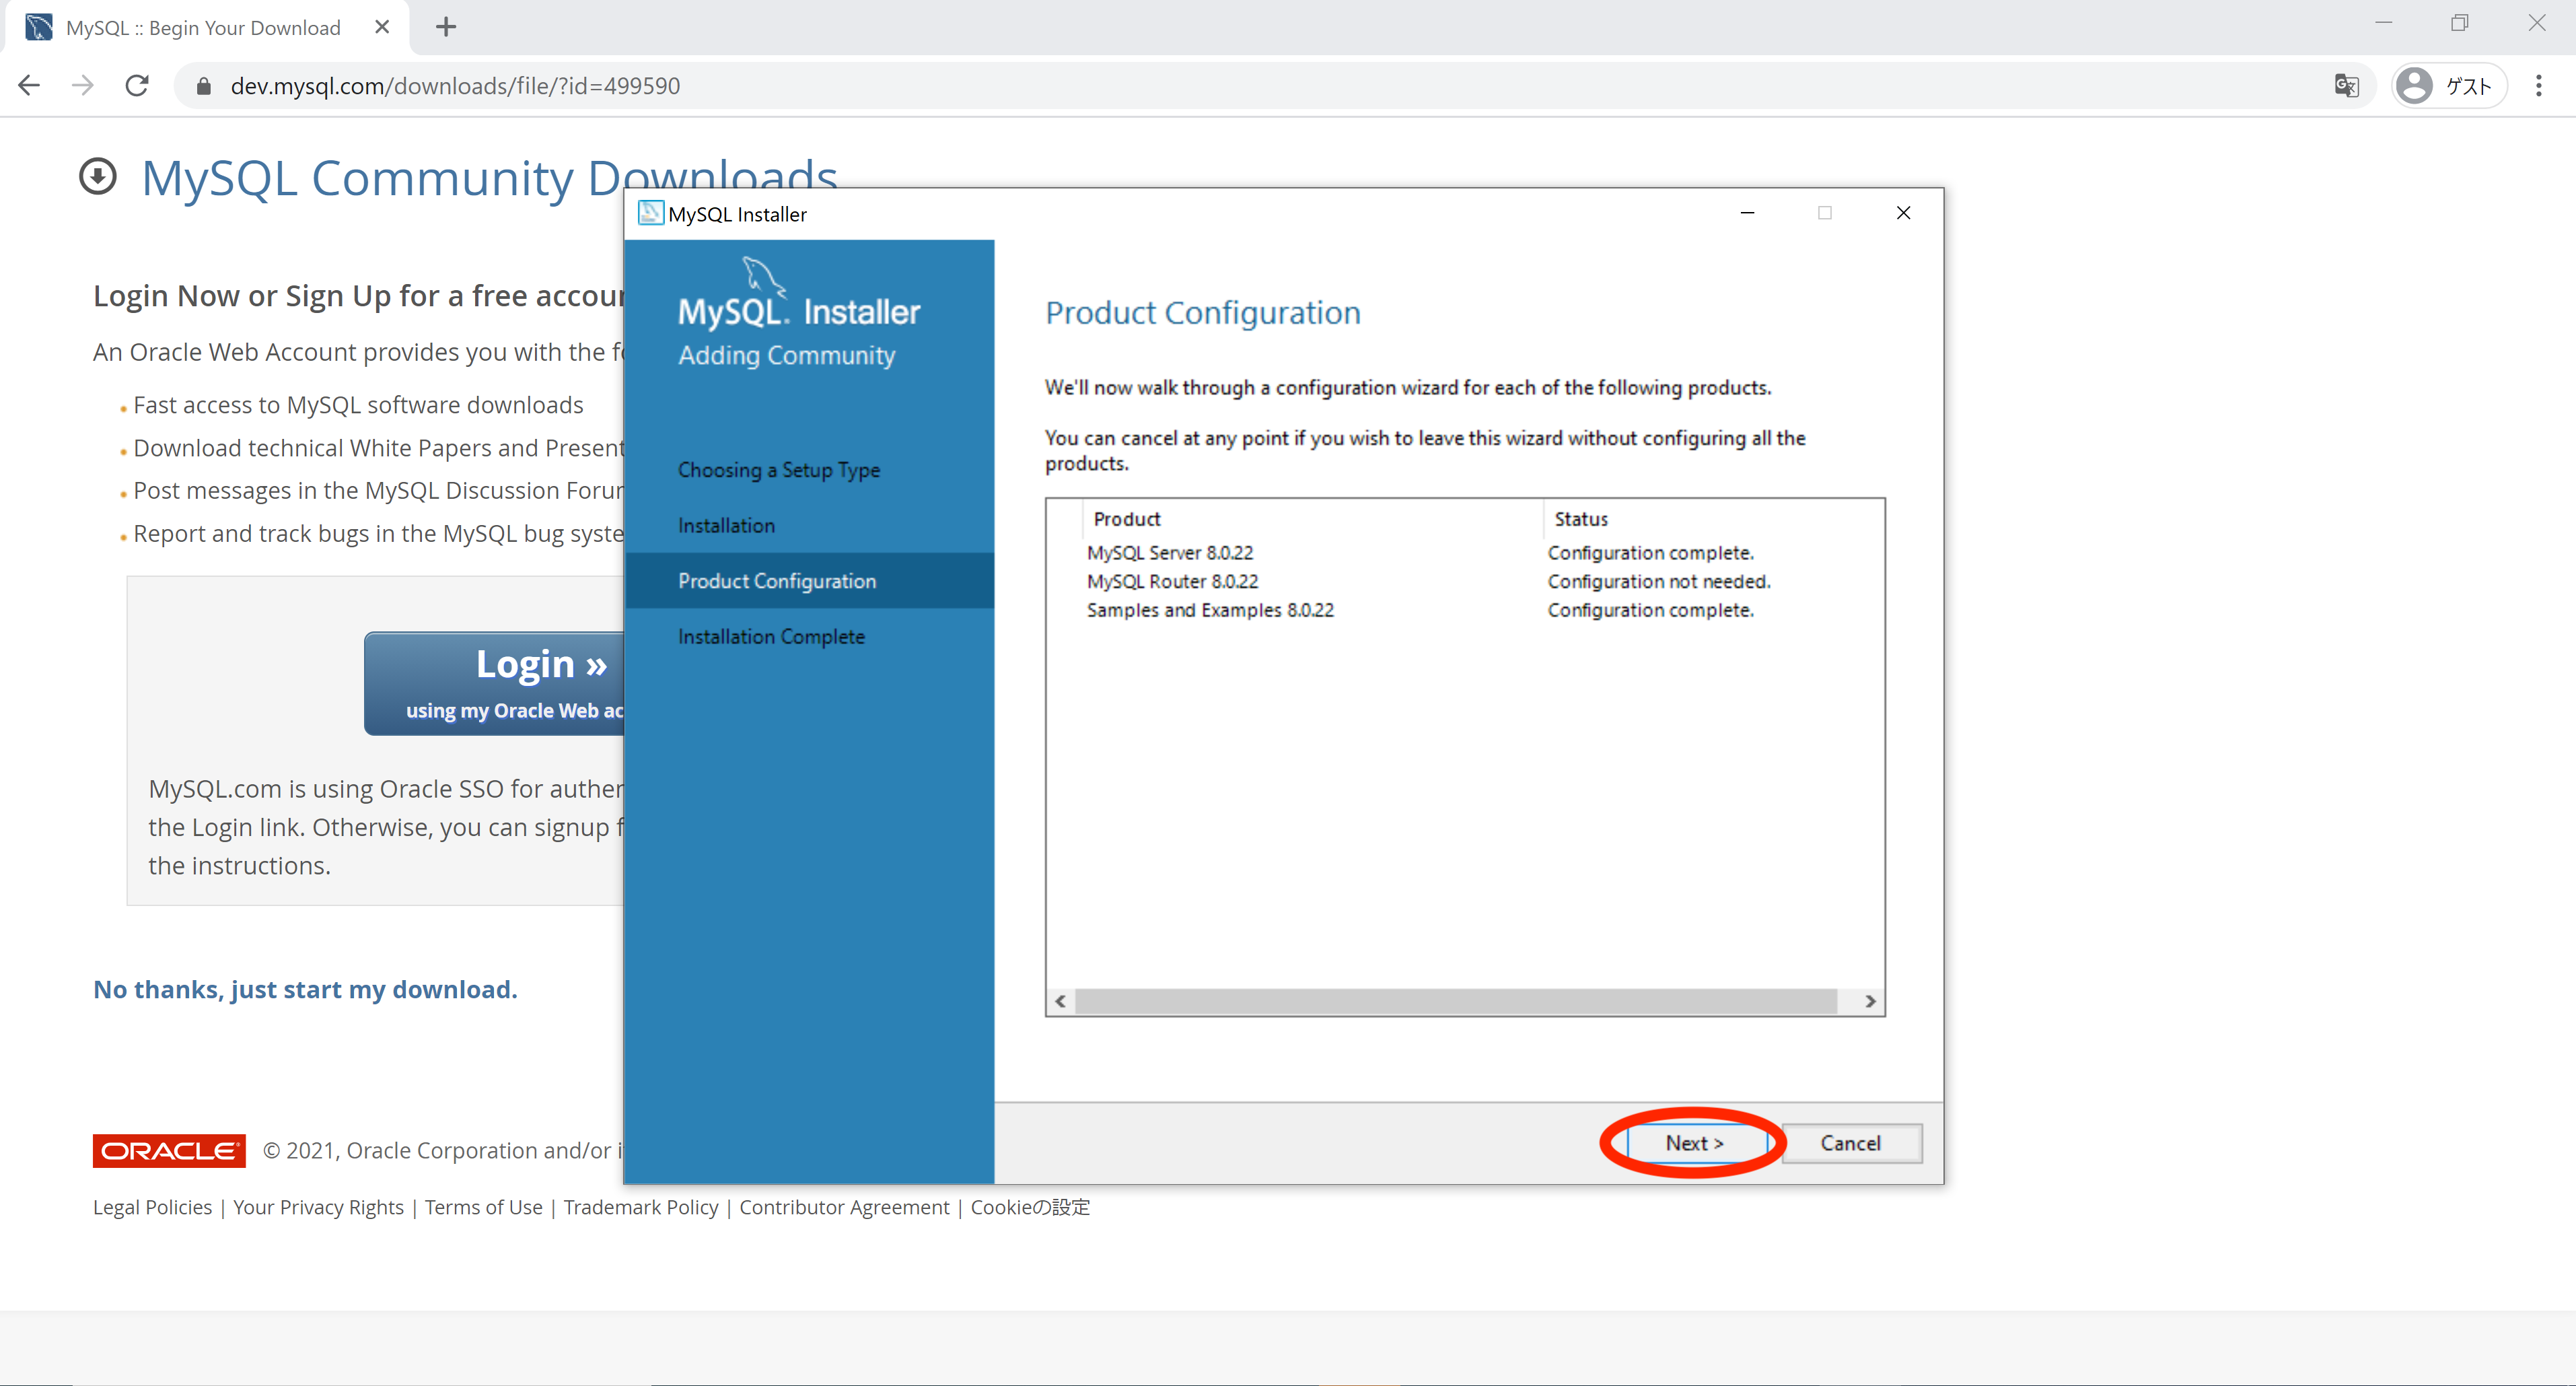 MySQL :: Begin Your Download
dev.mysql.com/downloads/file/?id=499590
ゲスト
MySQL Community Downloads
Login Now or Sign Up for a free accou
An Oracle Web Account provides you with the fo
Fast access to MySQL software downloads
Download technical White Papers and Present
Post messages in the MySQL Discussion Forur
Report and track bugs in the MySQL bug syste
Login »
using my Oracle Web ac
MySQL.com is using Oracle SSO for auther
the Login link. Otherwise, you can signup f
the instructions.
No thanks, just start my download.
ORACLE
© 2021, Oracle Corporation and/or i
Legal Policies | Your Privacy Rights | Terms of Use | Trademark Policy | Contributor Agreement | Cookieの設定
MySQL Installer
MySQL. Installer
Adding Community
Choosing a Setup Type
Installation
Product Configuration
Installation Complete
Product Configuration
We'll now walk through a configuration wizard for each of the following products.
You can cancel at any point if you wish to leave this wizard without configuring all the
products.
Product Status
MySQL Server 8.0.22 Configuration complete.
MySQL Router 8.0.22 Configuration not needed.
Samples and Examples 8.0.22 Configuration complete.
Next >
Cancel